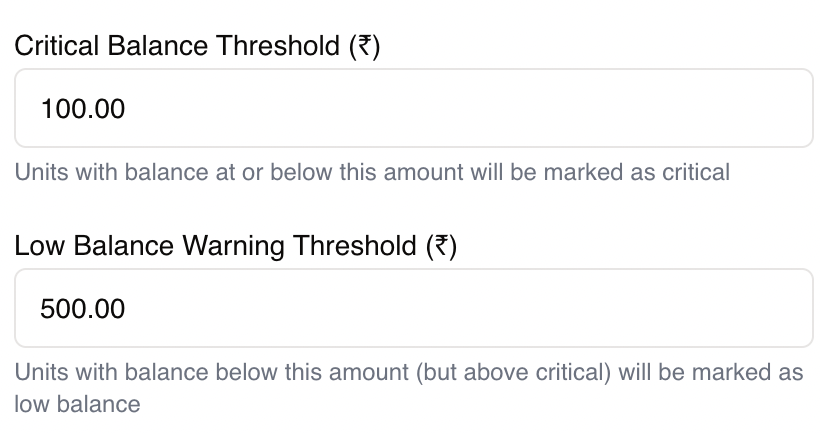 Critical Balance Threshold (₹)
100.00
Units with balance at or below this amount will be marked as critical
Low Balance Warning Threshold (₹)
500.00
Units with balance below this amount (but above critical) will be marked as
low balance